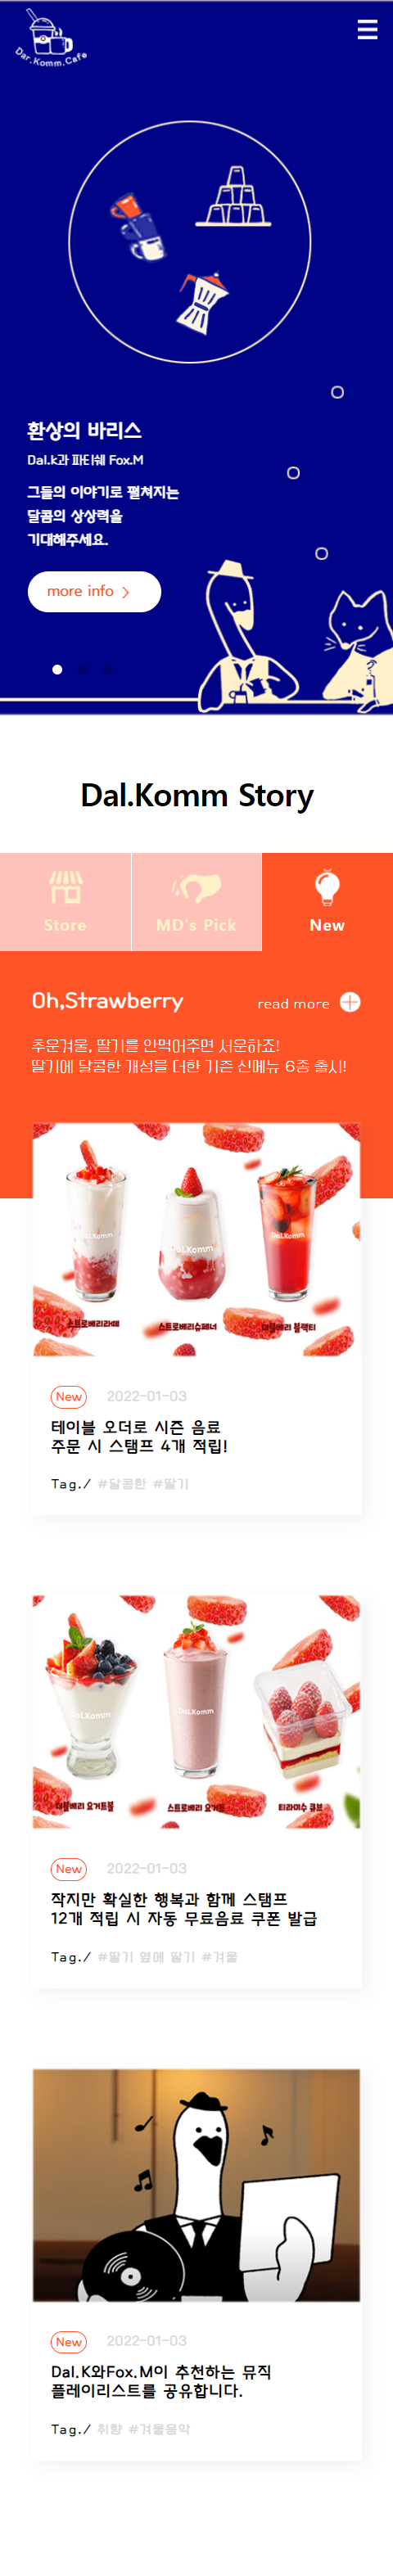 Dar.Komm.Cafe
환상의 바리스
Dal.k과 파티쉐 Fox.M
그들의 이야기로 펼쳐지는
달콤의 상상력을
기대해주세요.
more info
Dal.Komm Story
Store
MD's Pick
New
Oh,Strawberry
read more
추운겨울, 딸기를 안먹어주면 서운하죠!
딸기에 달콤한 개성을 더한 기즌 신메뉴 6종 출시!
Dal.Komm
Dal.Komm
Dal.Komm
스트로베리라떼
스트로베리슈페너
더블베리 블랙티
New 2022-01-03
테이블 오더로 시즌 음료
주문 시 스탬프 4개 적립!
Tag./ #달콤한 #딸기
Dal.Komm
Dal.Komm
더블베리 요거트볼
스트로베리 요거트
티라미수 큐브
New 2022-01-03
작지만 확실한 행복과 함께 스탬프
12개 적립 시 자동 무료음료 쿠폰 발급
Tag./ #딸기 옆에 딸기 #겨울
New 2022-01-03
Dal.K와Fox.M이 추천하는 뮤직
플레이리스트를 공유합니다.
Tag./ 취향 #겨울음악